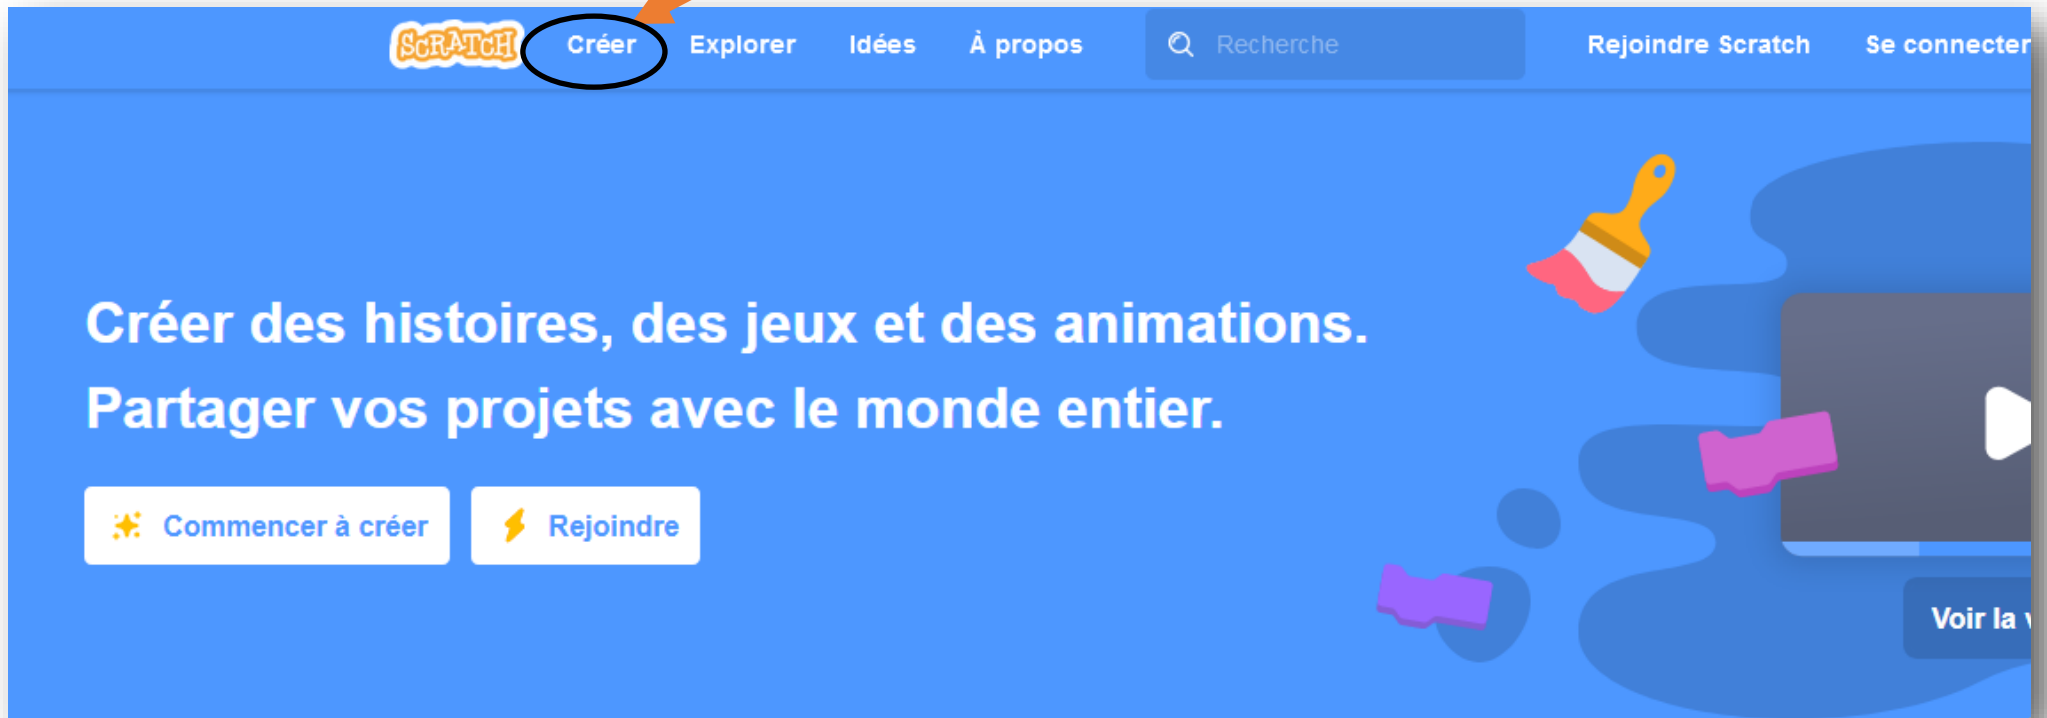 SCRATCH Créer Explorer Idées À propos Recherche Rejoindre Scratch Se connecter
Créer des histoires, des jeux et des animations.
Partager vos projets avec le monde entier.
Commencer à créer Rejoindre
Voir la